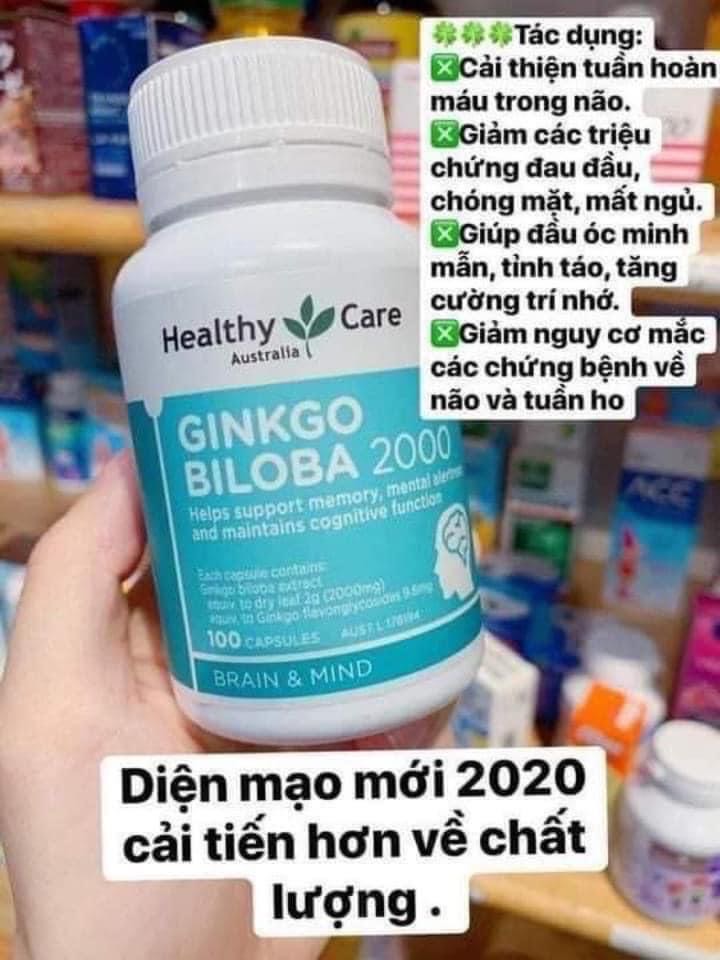 🍀🍀🍀Tác dụng:
❎Cải thiện tuần hoàn
máu trong não.
❎Giảm các triệu
chứng đau đầu,
chóng mặt, mất ngủ.
❎Giúp đầu óc minh
mẫn, tỉnh táo, tăng
cường trí nhớ.
❎Giảm nguy cơ mắc
các chứng bệnh về
não và tuần ho
Healthy Care
Australia
GINKGO
BILOBA 2000
Helps support memory, mental alertness
and maintains cognitive function
Each capsule contains:
Ginkgo biloba extract
equiv. to dry leaf 2g (2000mg)
equiv. to Ginkgo flavonglycosides 9.6mg
100 CAPSULES AUST L 178194
BRAIN & MIND
ACC
Diện mạo mới 2020
cải tiến hơn về chất
lượng .